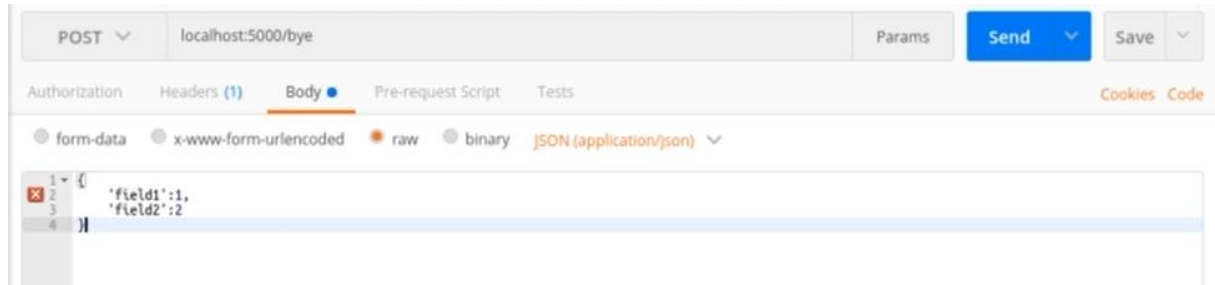 POST localhost:5000/bye Params Send Save
Authorization Headers (1) Body Pre-request Script Tests Cookies Code
form-data x-www-form-urlencoded raw binary JSON (application/json)
1 {
2 'field1':1,
3 'field2':2
4 }